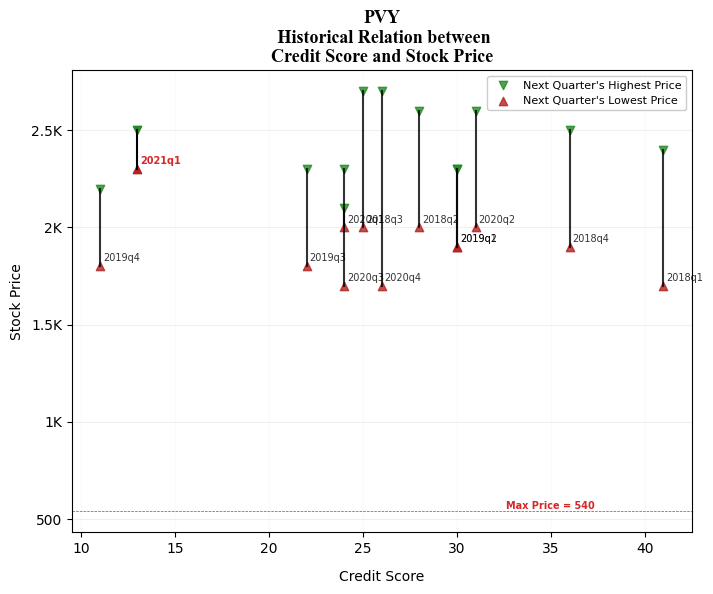 PVY
Historical Relation between
Credit Score and Stock Price
Next Quarter's Highest Price
Next Quarter's Lowest Price
2.5K
2K
1.5K
1K
500
Stock Price
2021q1
2020q1
2018q3
2018q2
2020q2
2019q1
2018q4
2019q4
2019q3
2020q3
2020q4
2018q1
Max Price = 540
10
15
20
25
30
35
40
Credit Score